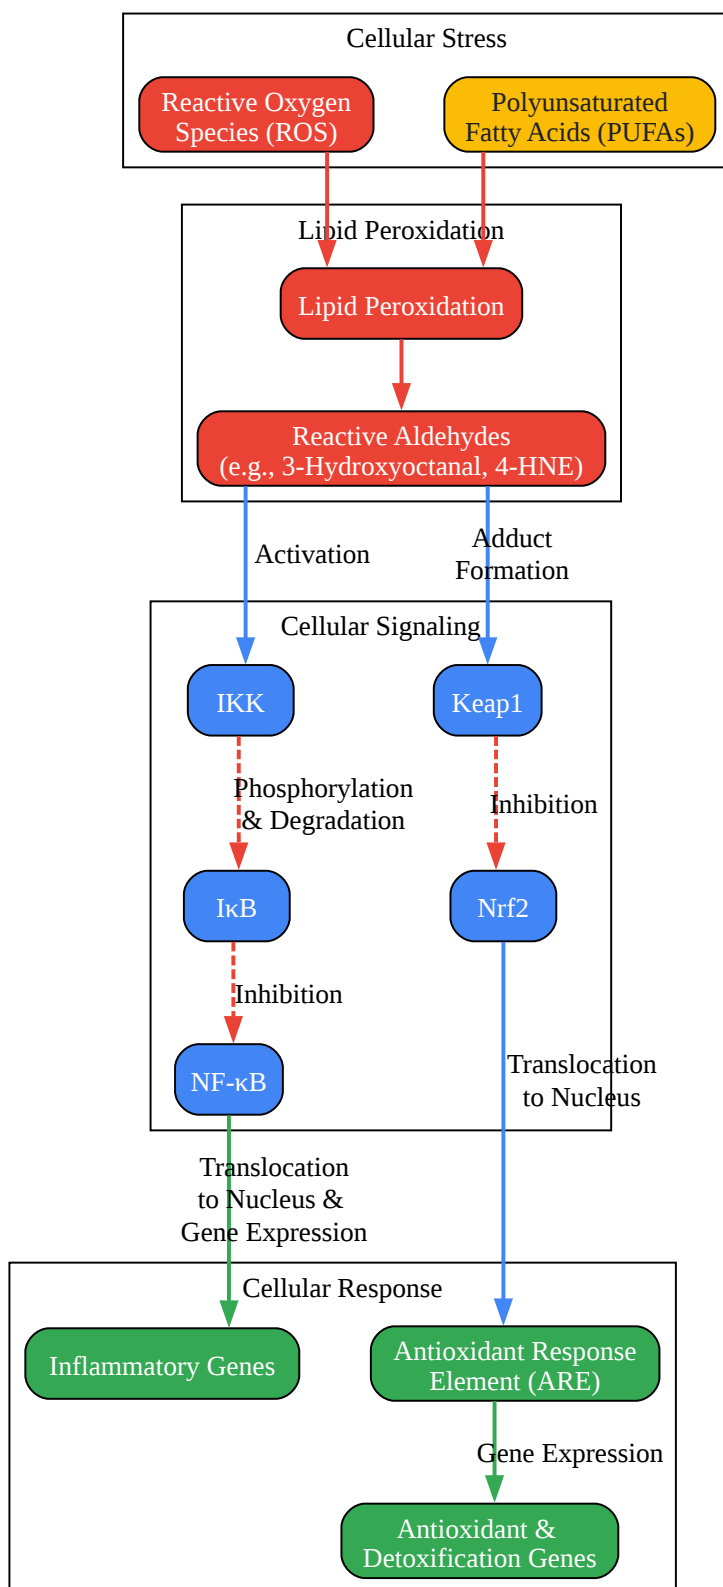 Cellular Stress
Reactive Oxygen
Species (ROS)
Polyunsaturated
Fatty Acids (PUFAs)
Lipid Peroxidation
Lipid Peroxidation
Reactive Aldehydes
(e.g., 3-Hydroxyoctanal, 4-HNE)
Activation
Adduct
Formation
Cellular Signaling
IKK
Keap1
Phosphorylation
& Degradation
Inhibition
IκB
Nrf2
Inhibition
NF-κB
Translocation
to Nucleus
Translocation
to Nucleus &
Gene Expression
Cellular Response
Inflammatory Genes
Antioxidant Response
Element (ARE)
Gene Expression
Antioxidant &
Detoxification Genes